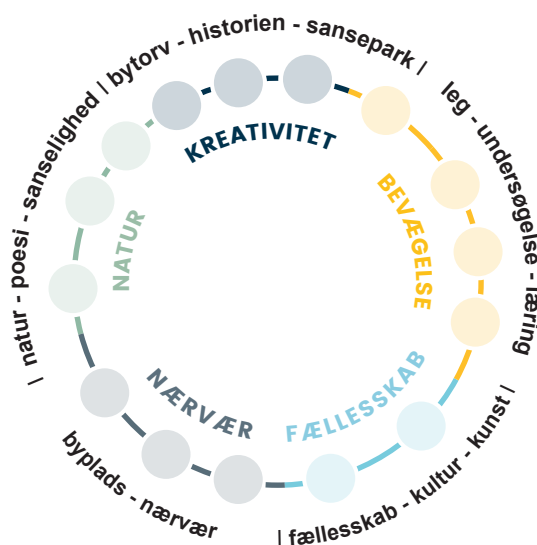 | natur - poesi - sanselighed | bytorv - historien - sansepark |
leg - undersøgelse - læring
| fællesskab - kultur - kunst |
byplads - nærvær
KREATIVITET
BEVÆGELSE
FÆLLESSKAB
NÆRVÆR
NATUR